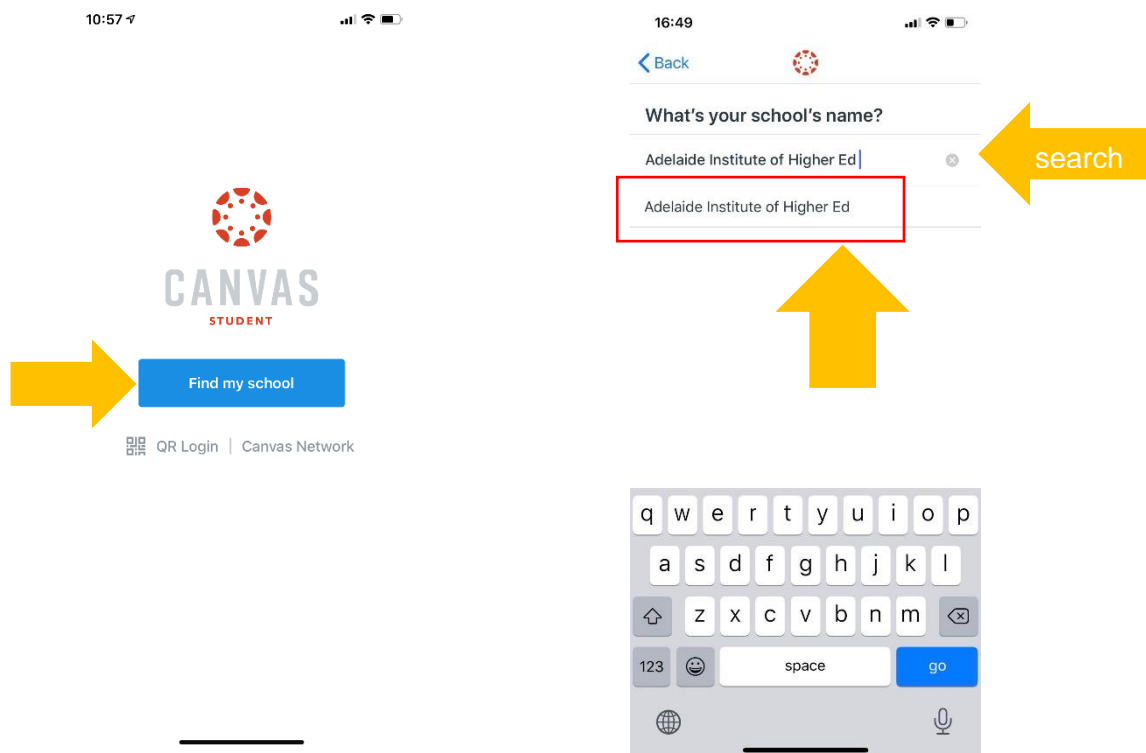 10:57
CANVAS
STUDENT
Find my school
QR Login | Canvas Network
16:49
Back
What's your school's name?
Adelaide Institute of Higher Ed
search
Adelaide Institute of Higher Ed
q w e r t y u i o p
a s d f g h j k l
z x c v b n m
123 space go